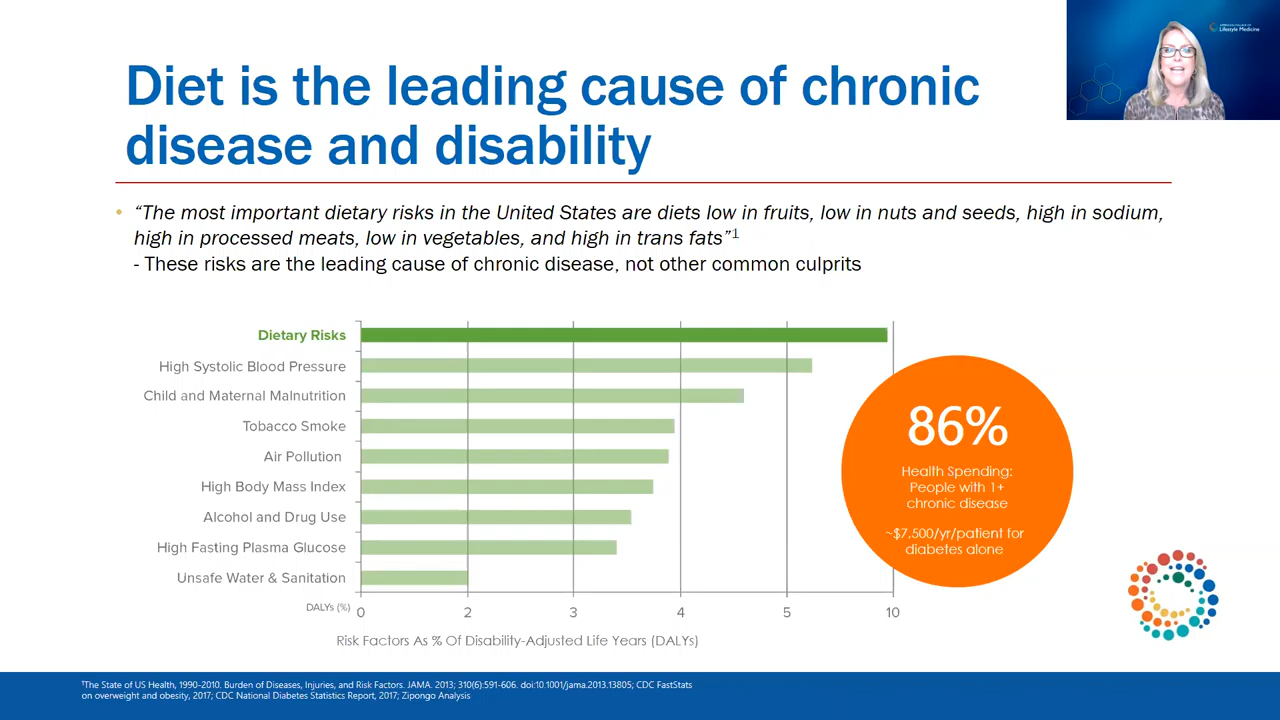 AMERICAN COLLEGE OF
Lifestyle Medicine
Diet is the leading cause of chronic
disease and disability
• “The most important dietary risks in the United States are diets low in fruits, low in nuts and seeds, high in sodium,
high in processed meats, low in vegetables, and high in trans fats”1
- These risks are the leading cause of chronic disease, not other common culprits
Dietary Risks
High Systolic Blood Pressure
Child and Maternal Malnutrition
Tobacco Smoke
Air Pollution
High Body Mass Index
Alcohol and Drug Use
High Fasting Plasma Glucose
Unsafe Water & Sanitation
DALYs (%) 0 2 3 4 5 10
Risk Factors As % Of Disability-Adjusted Life Years (DALYs)
86%
Health Spending:
People with 1+
chronic disease
~$7,500/yr/patient for
diabetes alone
1The State of US Health, 1990-2010. Burden of Diseases, Injuries, and Risk Factors. JAMA. 2013; 310(6):591-606. doi:10.1001/jama.2013.13805; CDC FastStats
on overweight and obesity, 2017; CDC National Diabetes Statistics Report, 2017; Zipongo Analysis